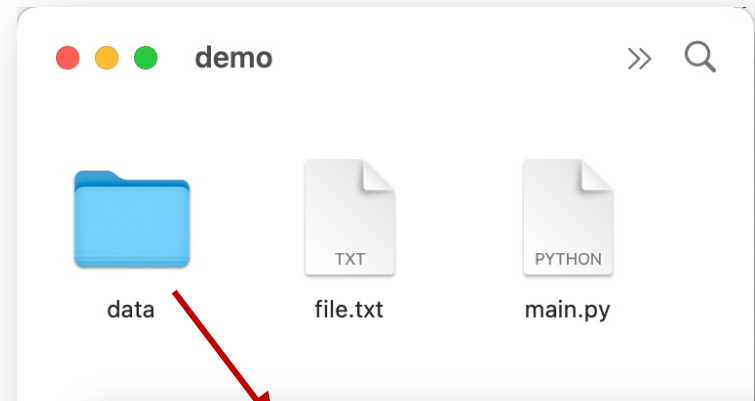 demo
TXT
PYTHON
data
file.txt
main.py